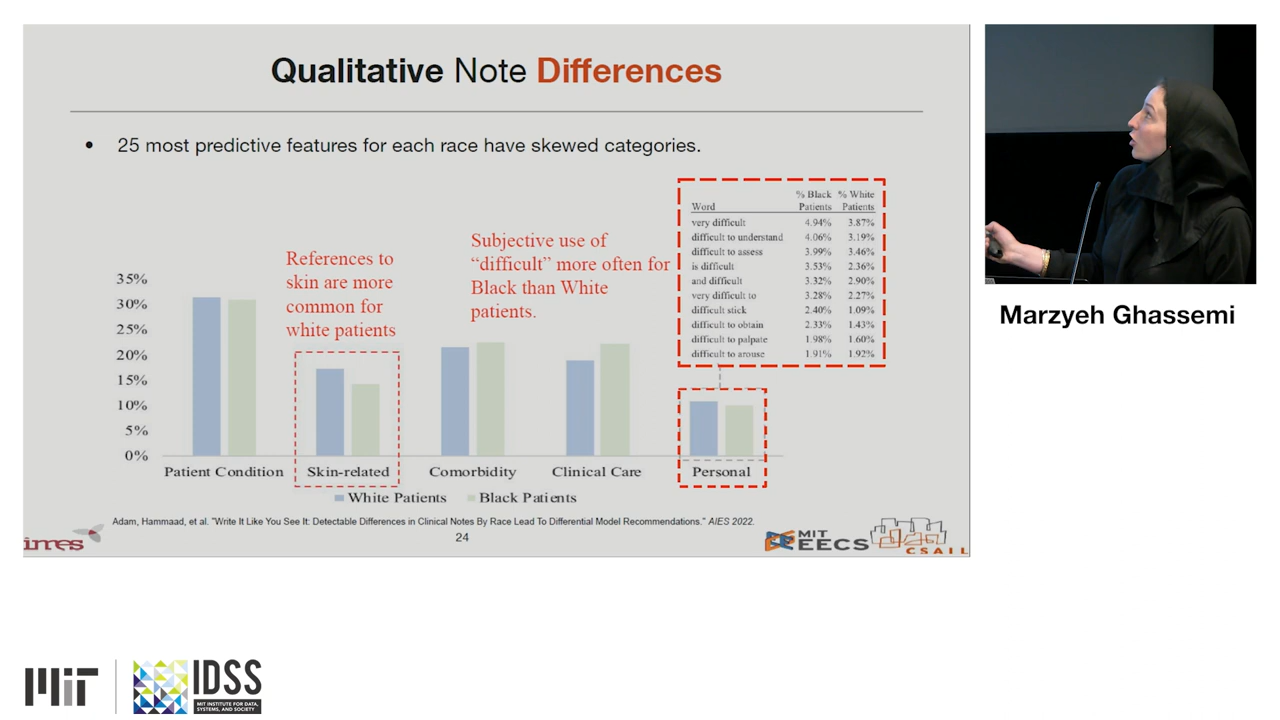 Qualitative Note Differences
• 25 most predictive features for each race have skewed categories.
References to
skin are more
common for
white patients
Subjective use of
“difficult” more often for
Black than White
patients.
% Black % White
Word Patients Patients
very difficult 4.94% 3.87%
difficult to understand 4.06% 3.19%
difficult to assess 3.99% 3.46%
is difficult 3.53% 2.36%
and difficult 3.32% 2.90%
very difficult to 3.28% 2.27%
difficult stick 2.40% 1.09%
difficult to obtain 2.33% 1.43%
difficult to palpate 1.98% 1.60%
difficult to arouse 1.91% 1.92%
35%
30%
25%
20%
15%
10%
5%
0%
Patient Condition Skin-related Comorbidity Clinical Care Personal
White Patients Black Patients
Adam, Hammaad, et al. "Write It Like You See It: Detectable Differences in Clinical Notes By Race Lead To Differential Model Recommendations." AIES 2022.
24
imes
MIT
EECS
CSAIL
Marzyeh Ghassemi
MIT
IDSS
MIT INSTITUTE FOR DATA,
SYSTEMS, AND SOCIETY